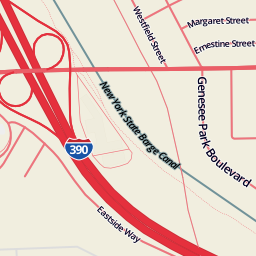 Westfield Street
Margaret Street
Ernestine Street
New York State Barge Canal
Genesee Park Boulevard
390
Eastside Way